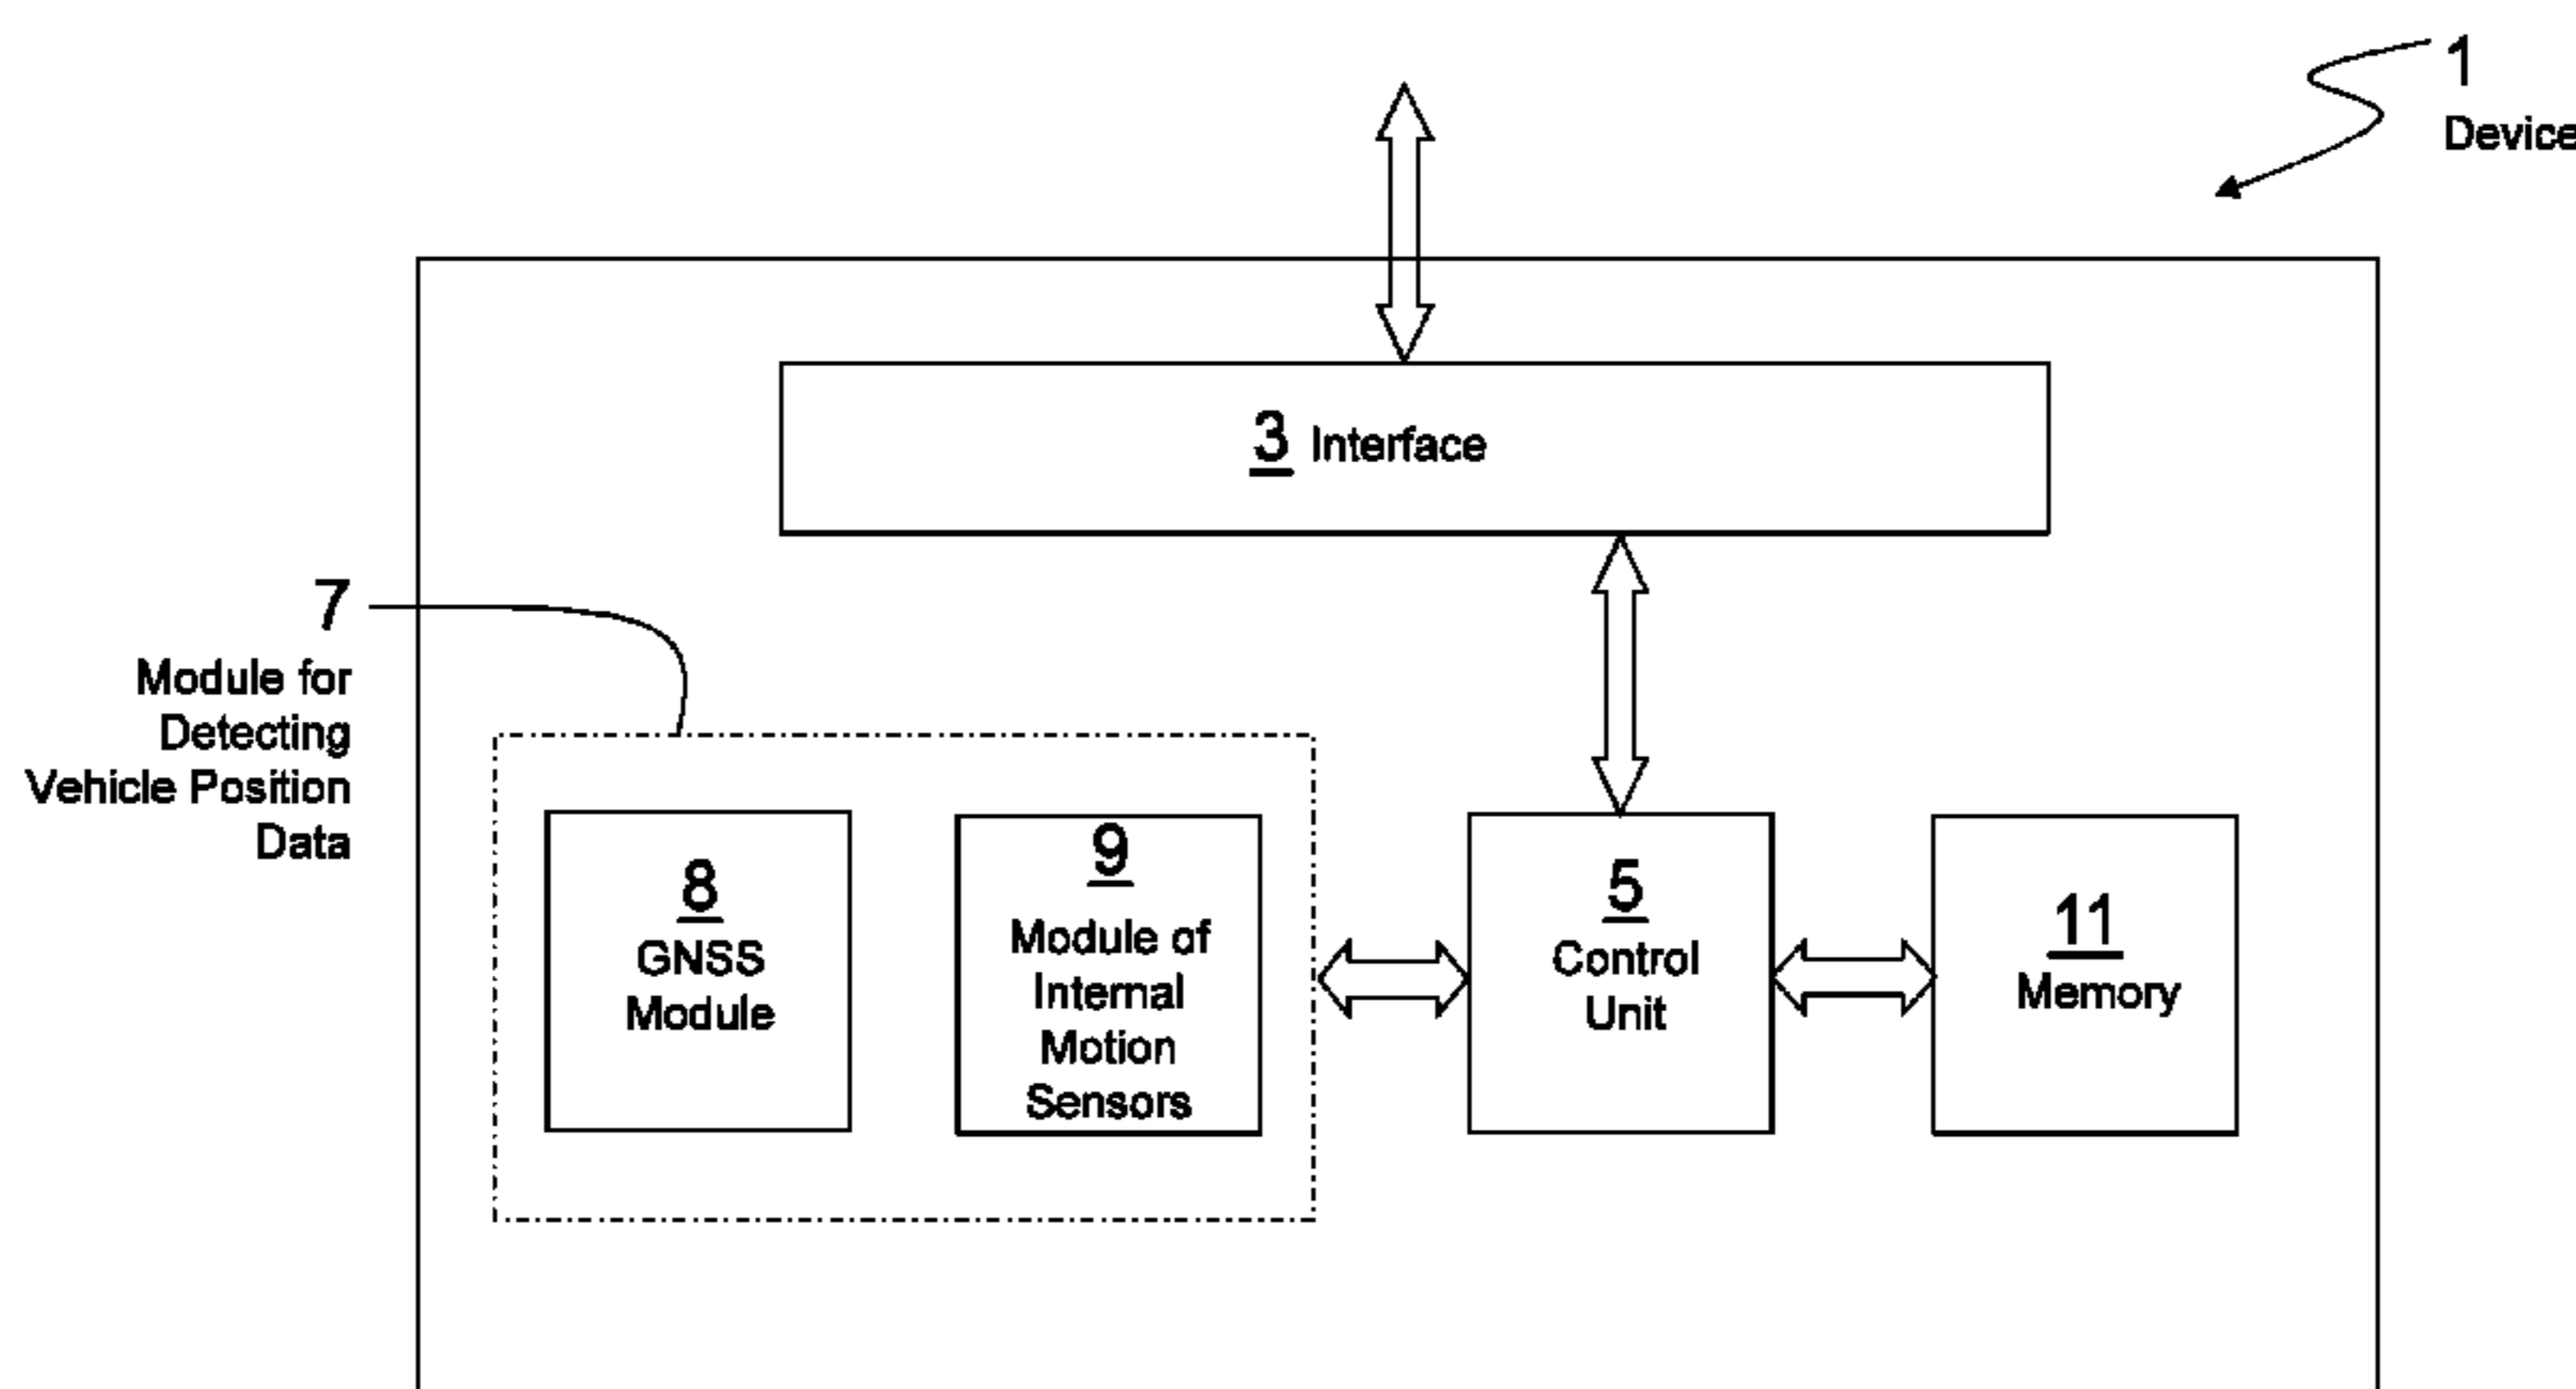 1
Device
3 Interface
7
Module for
Detecting
Vehicle Position
Data
8
GNSS
Module
9
Module of
Internal
Motion
Sensors
5
Control
Unit
11
Memory